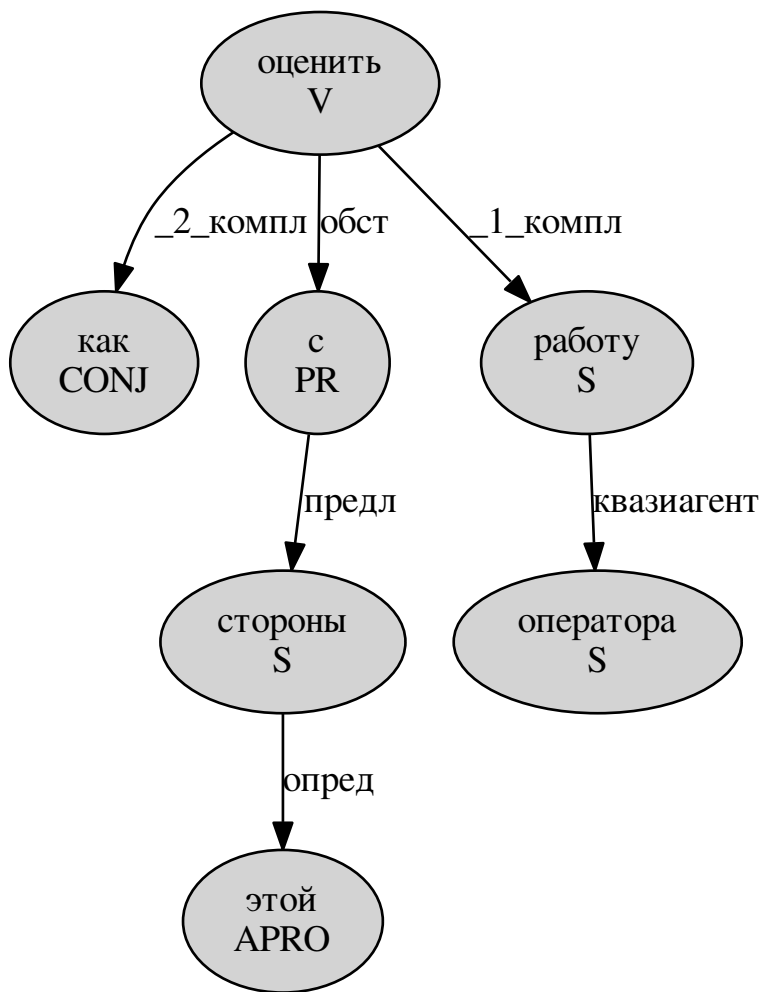 оценить
V
_2_компл
обст
_1_компл
как
CONJ
с
PR
работу
S
предл
квазиагент
стороны
S
оператора
S
опред
этой
APRO